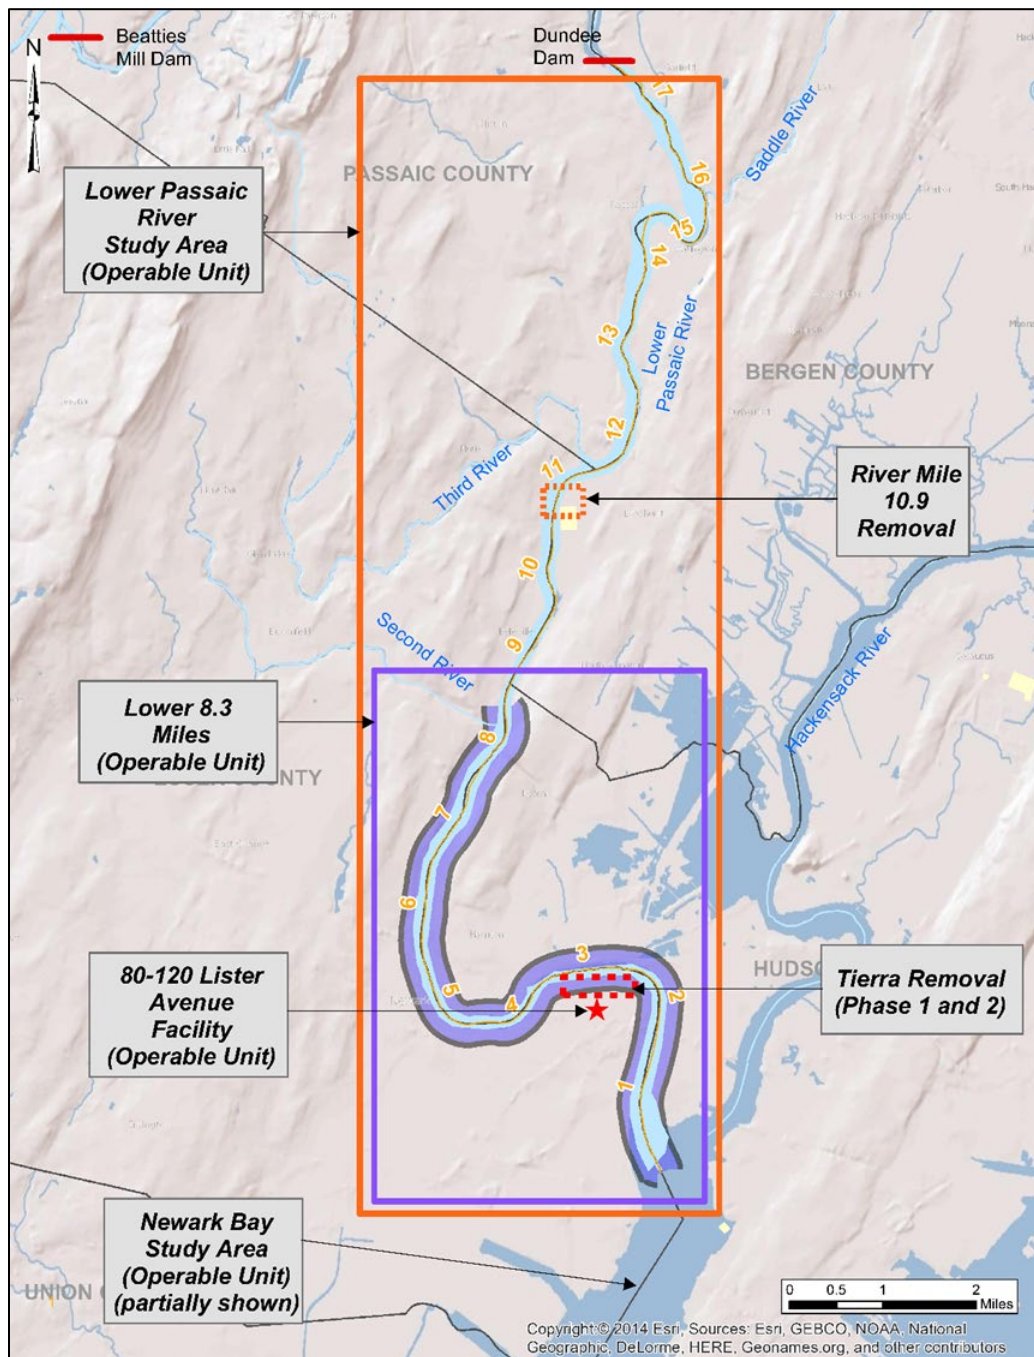 Beatties
Mill Dam
Dundee
Dam
N
17
Saddle River
16
PASSAIC COUNTY
Lower Passaic
River
Study Area
(Operable Unit)
15
14
Lower
Passaic River
13
BERGEN COUNTY
12
11
Third River
River Mile
10.9
Removal
10
9
Second River
Hackensack River
Lower 8.3
Miles
(Operable Unit)
COUNTY
8
7
6
80-120 Lister
Avenue
Facility
(Operable Unit)
3
HUDS
Tierra Removal
(Phase 1 and 2)
5
4
2
1
Newark Bay
Study Area
(Operable Unit)
(partially shown)
UNION
0 0.5 1 2
Miles
Copyright:© 2014 Esri, Sources: Esri, GEBCO, NOAA, National
Geographic, DeLorme, HERE, Geonames.org, and other contributors